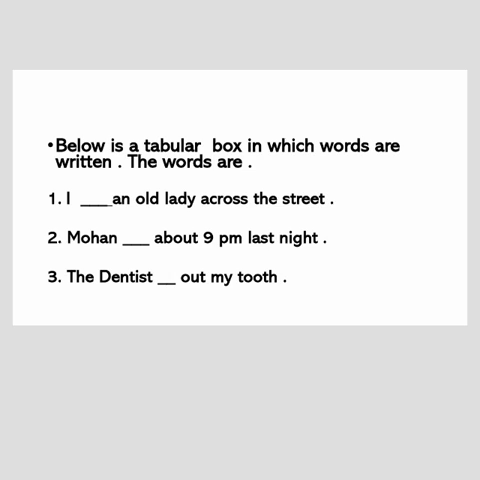 •Below is a tabular box in which words are
written . The words are .
1. I ____an old lady across the street .
2. Mohan ___ about 9 pm last night .
3. The Dentist __ out my tooth .